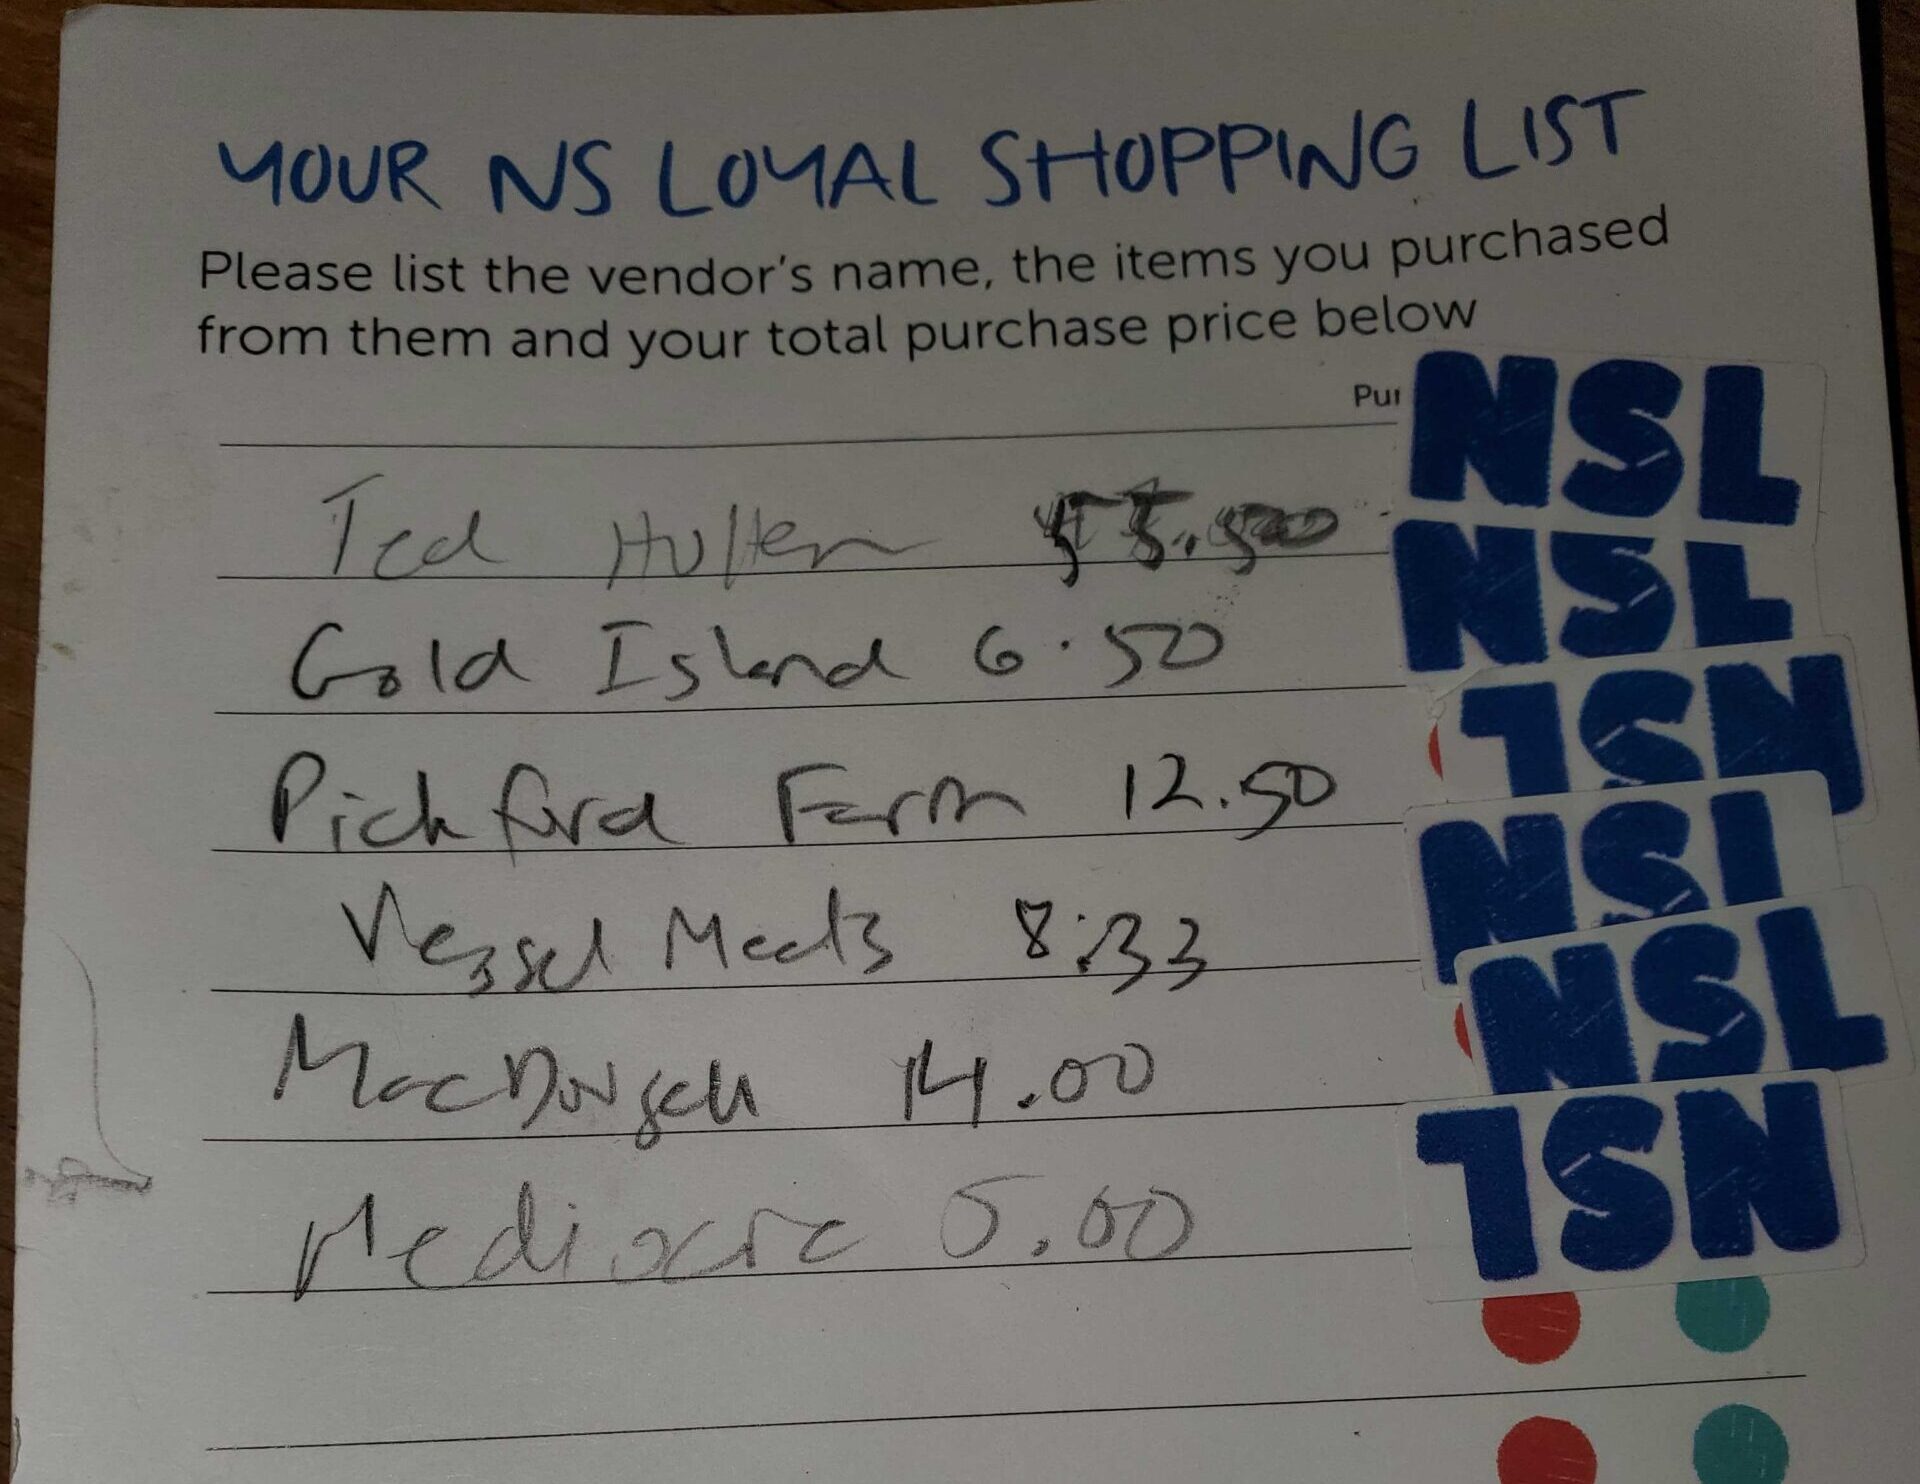 YOUR NS LOYAL SHOPPING LIST
Please list the vendor's name, the items you purchased
from them and your total purchase price below
Pur
NSL
Ted Hutten
NSL
Gold Island 6.50
NSL
Pickford Farm 12.50
NSL
Vessel Meats 8.33
NSL
MacDougall 14.00
NSL
Mediocre 5.00